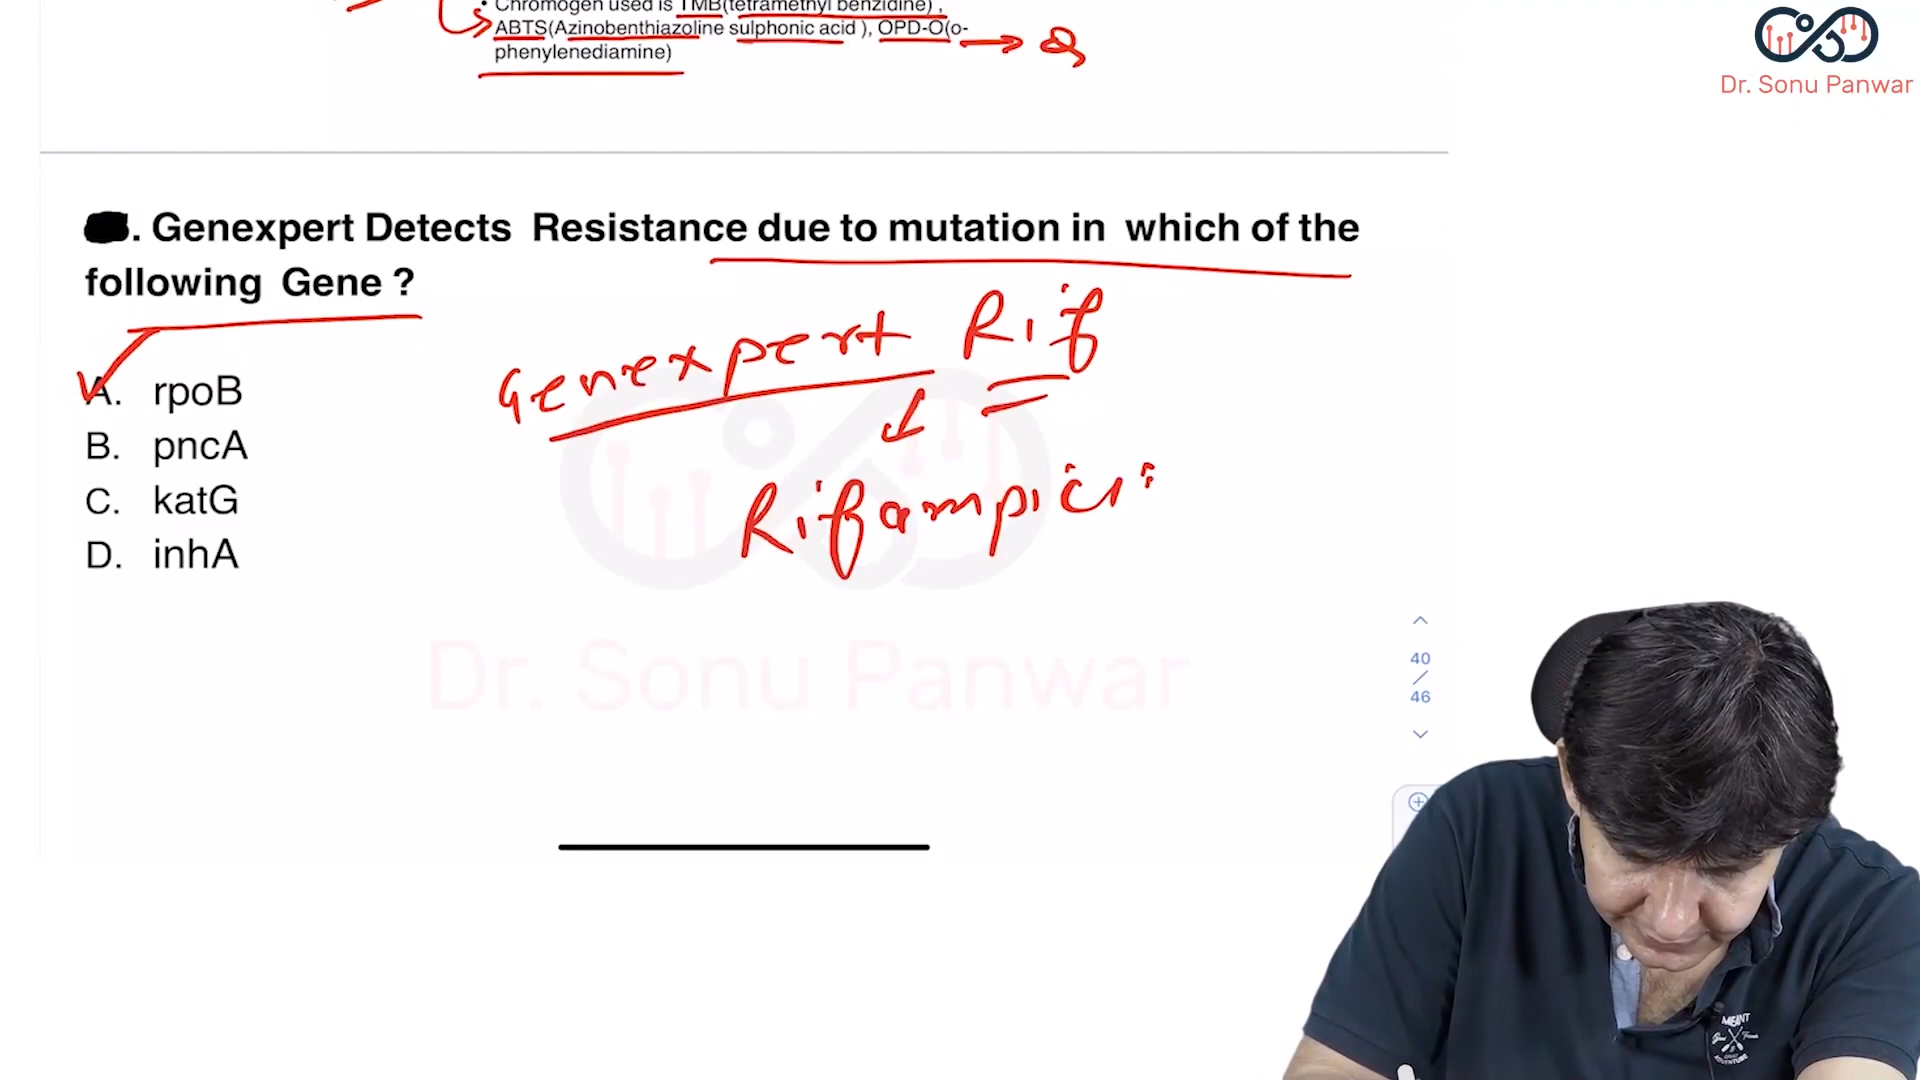 • Chromogen used is TMB(tetramethyl benzidine) ,
ABTS(Azinobenthiazoline sulphonic acid ), OPD-O(o-
phenylenediamine)
Dr. Sonu Panwar
. Genexpert Detects Resistance due to mutation in which of the
following Gene ?
Genexpert Rif
A. rpoB
B. pncA
C. katG
D. inhA
Rifampici
Dr. Sonu Panwar
40
/
46